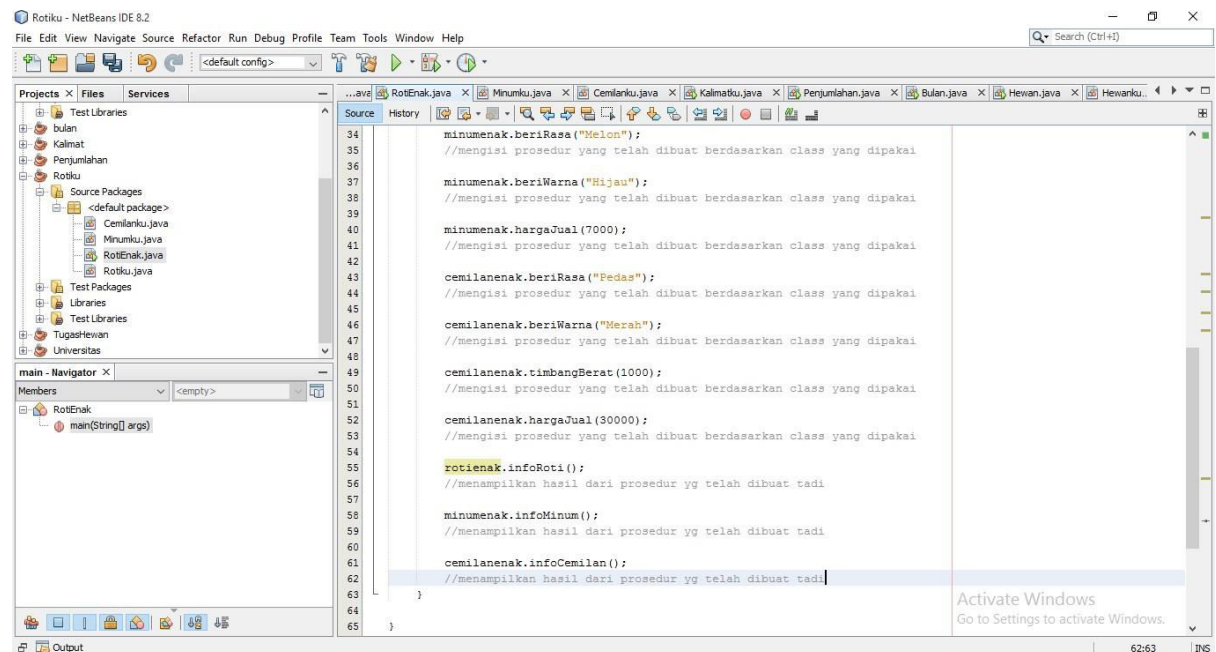 Rotiku - NetBeans IDE 8.2
File Edit View Navigate Source Refactor Run Debug Profile Team Tools Window Help
Search (Ctrl+I)
<default config>
Projects Files Services
Test Libraries
bulan
Kalimat
Penjumlahan
Rotiku
Source Packages
<default package>
Cemilanku.java
Minumku.java
RotiEnak.java
Rotiku.java
Test Packages
Libraries
Test Libraries
TugasHewan
Universitas
main - Navigator
Members <empty>
RotiEnak
main(String[] args)
...ava RotiEnak.java Minumku.java Cemilanku.java Kalimatku.java Penjumlahan.java Bulan.java Hewan.java Hewanku..
Source History
34 minumenak.beriRasa("Melon");
35 //mengisi prosedur yang telah dibuat berdasarkan class yang dipakai
36
37 minumenak.beriWarna("Hijau");
38 //mengisi prosedur yang telah dibuat berdasarkan class yang dipakai
39
40 minumenak.hargaJual(7000);
41 //mengisi prosedur yang telah dibuat berdasarkan class yang dipakai
42
43 cemilanenak.beriRasa("Pedas");
44 //mengisi prosedur yang telah dibuat berdasarkan class yang dipakai
45
46 cemilanenak.beriWarna("Merah");
47 //mengisi prosedur yang telah dibuat berdasarkan class yang dipakai
48
49 cemilanenak.timbangBerat(1000);
50 //mengisi prosedur yang telah dibuat berdasarkan class yang dipakai
51
52 cemilanenak.hargaJual(30000);
53 //mengisi prosedur yang telah dibuat berdasarkan class yang dipakai
54
55 rotienak.infoRoti();
56 //menampilkan hasil dari prosedur yg telah dibuat tadi
57
58 minumenak.infoMinum();
59 //menampilkan hasil dari prosedur yg telah dibuat tadi
60
61 cemilanenak.infoCemilan();
62 //menampilkan hasil dari prosedur yg telah dibuat tadi
63 }
64
65 }
Activate Windows
Go to Settings to activate Windows.
Output
62:63 INS